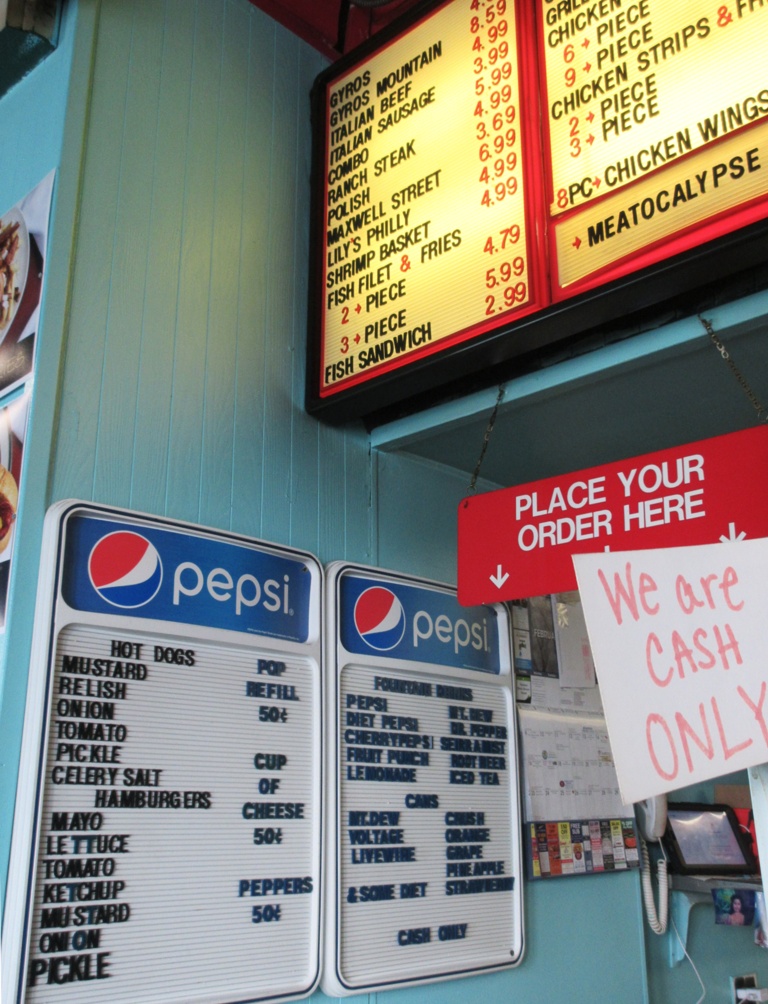 GYROS
GYROS MOUNTAIN 8.59
ITALIAN BEEF 4.99
ITALIAN SAUSAGE 3.99
COMBO 5.99
RANCH STEAK 4.99
POLISH 3.69
MAXWELL STREET 6.99
LILY'S PHILLY 4.99
SHRIMP BASKET 4.99
FISH FILET & FRIES
2→PIECE 4.79
3→PIECE 5.99
FISH SANDWICH 2.99
CHICKEN
6→PIECE
9→PIECE
CHICKEN STRIPS &
2→PIECE
3→PIECE
8PC→CHICKEN WINGS
→MEATOCALYPSE
PLACE YOUR
ORDER HERE
We are
CASH
ONLY
pepsi
HOT DOGS
MUSTARD
RELISH
ONION
TOMATO
PICKLE
CELERY SALT
HAMBURGERS
MAYO
LETTUCE
TOMATO
KETCHUP
MUSTARD
ONION
PICKLE
POP
REFILL
50¢
CUP
OF
CHEESE
50¢
PEPPERS
50¢
pepsi
FOUNTAIN DRINKS
PEPSI MT. DEW
DIET PEPSI DR. PEPPER
CHERRY PEPSI SERRA MIST
FRUIT PUNCH ROOT BEER
LEMONADE ICED TEA
CANS
MT. DEW CRUSH
VOLTAGE ORANGE
LIVEWIRE GRAPE
PINEAPPLE
&SOME DIET STRAWBERRY
CASH ONLY